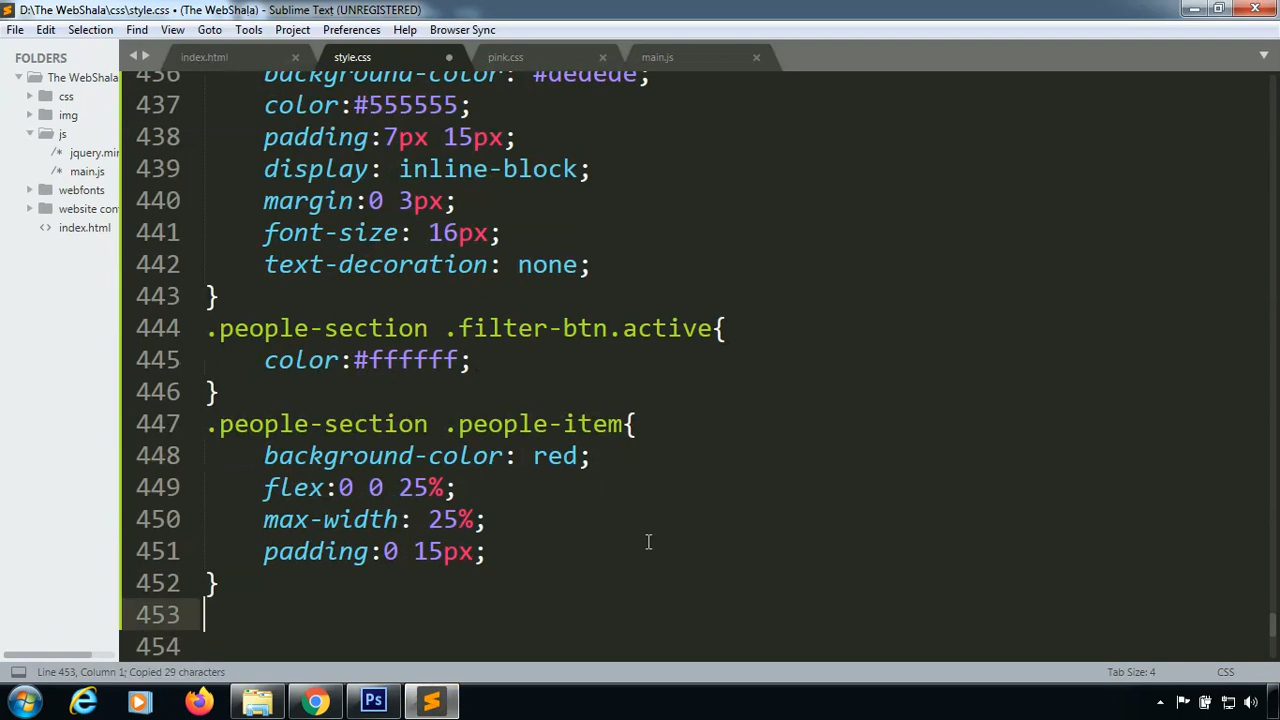 D:\The WebShala\css\style.css • (The WebShala) - Sublime Text (UNREGISTERED)
File Edit Selection Find View Goto Tools Project Preferences Help Browser Sync
FOLDERS
The WebShala
css
img
js
/* jquery.min
/* main.js
webfonts
website con
index.html
index.html style.css pink.css main.js
456 background-color: #dedede;
437 color:#555555;
438 padding:7px 15px;
439 display: inline-block;
440 margin:0 3px;
441 font-size: 16px;
442 text-decoration: none;
443 }
444 .people-section .filter-btn.active{
445 color:#ffffff;
446 }
447 .people-section .people-item{
448 background-color: red;
449 flex:0 0 25%;
450 max-width: 25%;
451 padding:0 15px;
452 }
453
454
Line 453, Column 1; Copied 29 characters
Tab Size: 4 CSS
Ps